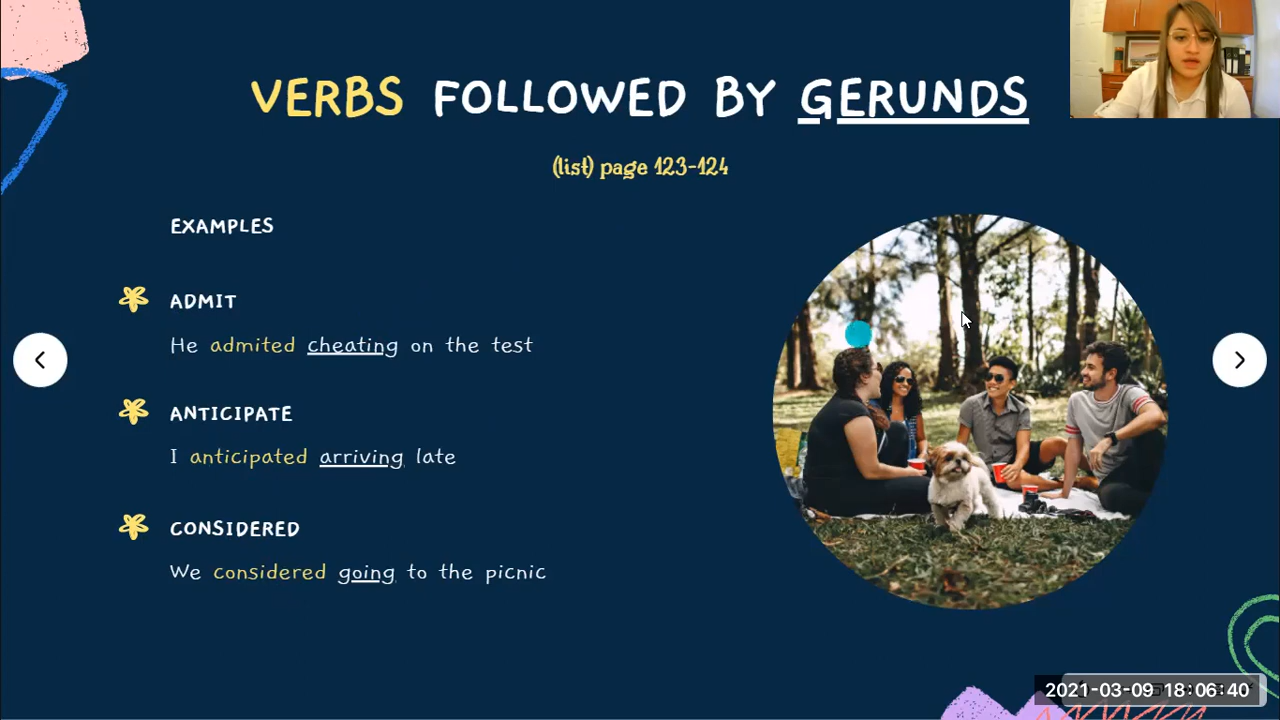 VERBS FOLLOWED BY GERUNDS
(list) page 123-124
EXAMPLES
ADMIT
He admited cheating on the test
ANTICIPATE
I anticipated arriving late
CONSIDERED
We considered going to the picnic
2021-03-09 18:06:40